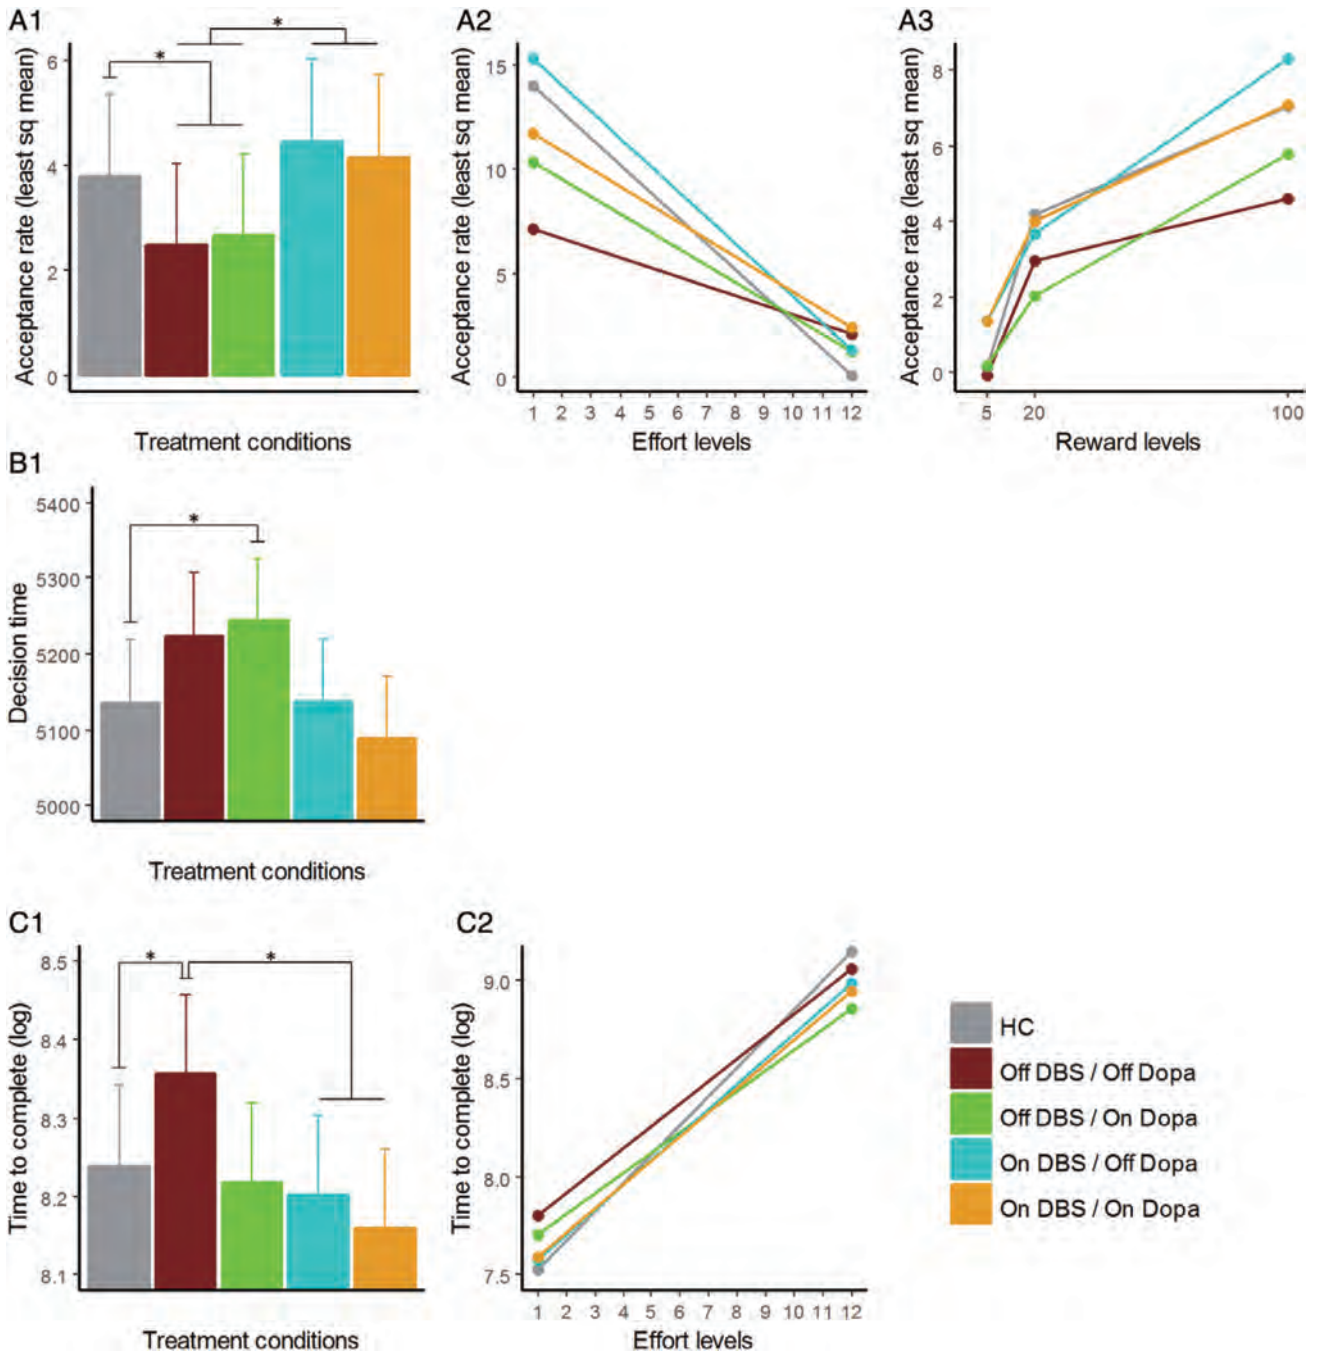 A1
Acceptance rate (least sq mean)
6
4
2
0
*
*
Treatment conditions
A2
Acceptance rate (least sq mean)
15
10
5
0
1 2 3 4 5 6 7 8 9 10 11 12
Effort levels
A3
Acceptance rate (least sq mean)
8
6
4
2
0
5 20 100
Reward levels
B1
Decision time
5400
5300
5200
5100
5000
*
Treatment conditions
C1
Time to complete (log)
8.5
8.4
8.3
8.2
8.1
*
*
Treatment conditions
C2
Time to complete (log)
9.0
8.5
8.0
7.5
1 2 3 4 5 6 7 8 9 10 11 12
Effort levels
HC
Off DBS / Off Dopa
Off DBS / On Dopa
On DBS / Off Dopa
On DBS / On Dopa